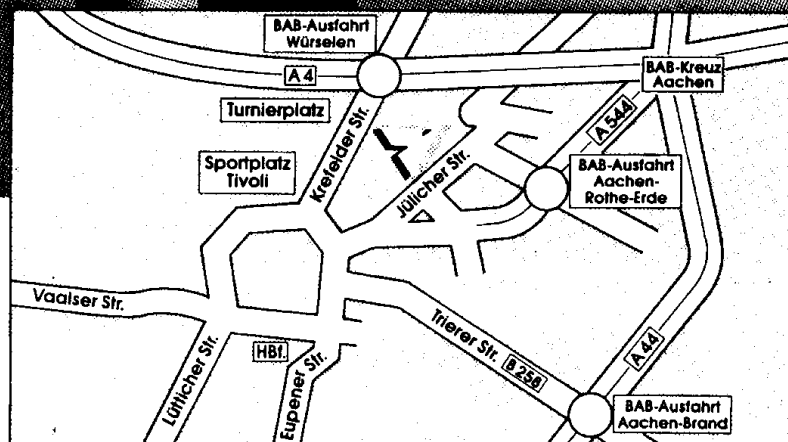 BAB-Ausfahrt
Würselen
A 4
BAB-Kreuz
Aachen
Turnierplatz
A 544
Krefelder Str.
Sportplatz
Tivoli
Jülicher Str.
BAB-Ausfahrt
Aachen-
Rothe-Erde
Vaalser Str.
Trierer Str.
B 258
A 44
HBf.
Lütticher Str.
Eupener Str.
BAB-Ausfahrt
Aachen-Brand